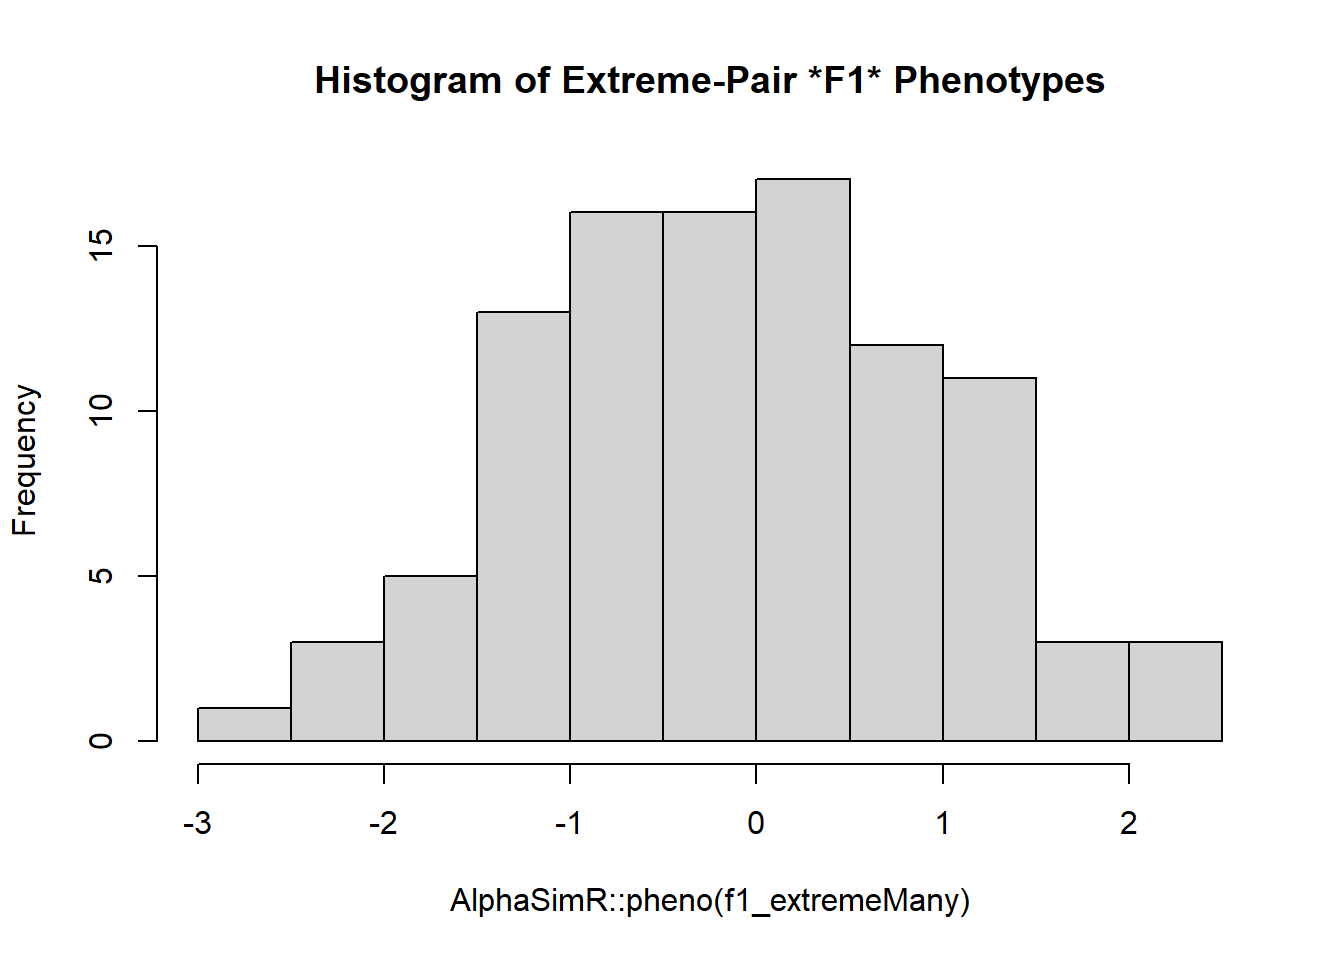 Histogram of Extreme-Pair *F1* Phenotypes
Frequency
15
10
5
0
-3 -2 -1 0 1 2
AlphaSimR::pheno(f1_extremeMany)